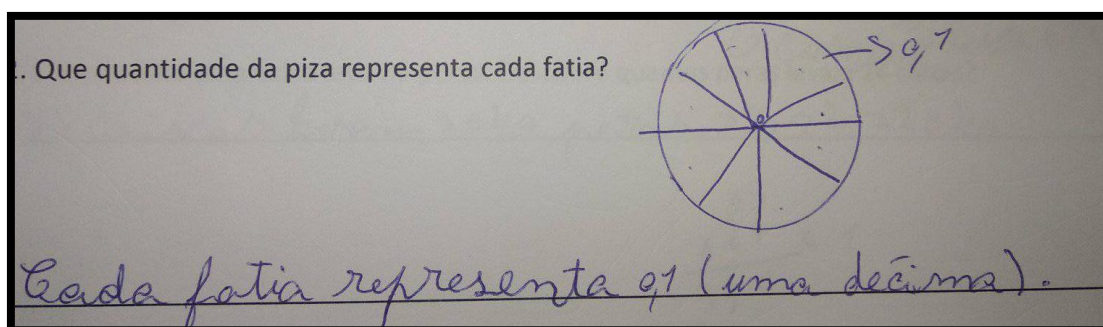 . Que quantidade da piza representa cada fatia?
0,1
Cada fatia representa 0,1 (uma décima).